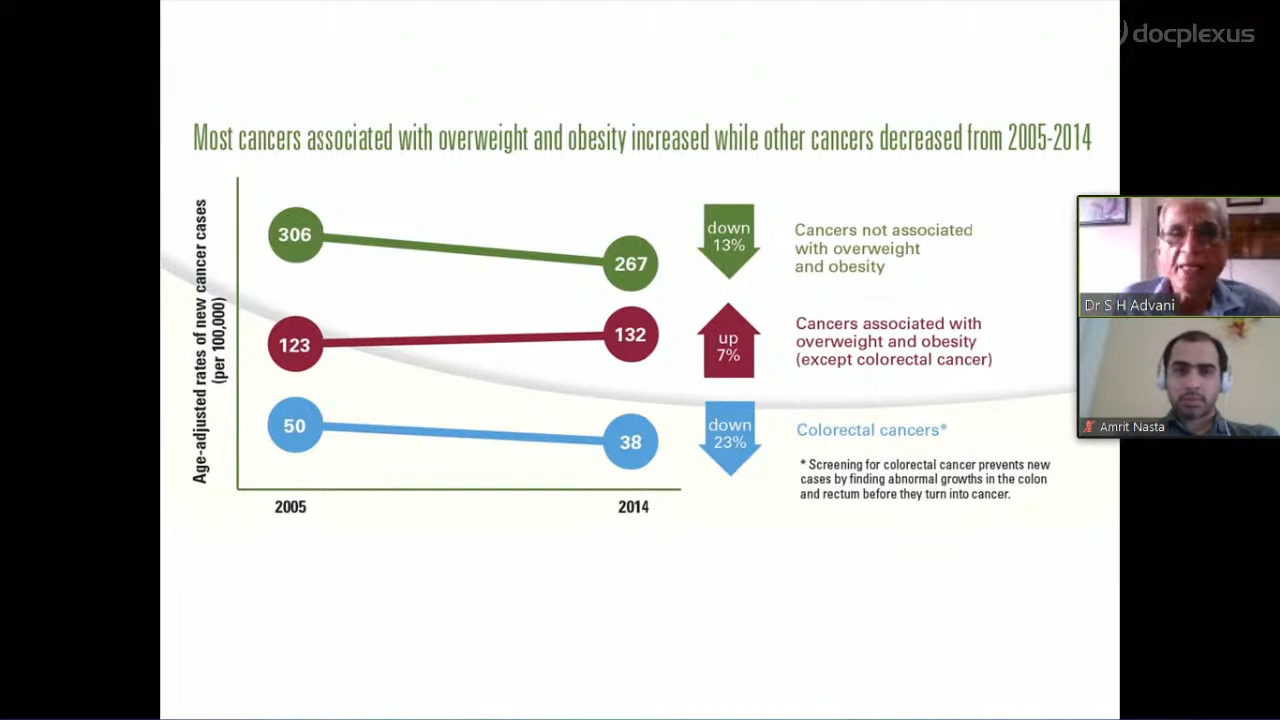 docplexus
Most cancers associated with overweight and obesity increased while other cancers decreased from 2005-2014
Age-adjusted rates of new cancer cases
(per 100,000)
306
267
down
13%
Cancers not associated
with overweight
and obesity
123
132
up
7%
Cancers associated with
overweight and obesity
(except colorectal cancer)
50
38
down
23%
Colorectal cancers*
* Screening for colorectal cancer prevents new
cases by finding abnormal growths in the colon
and rectum before they turn into cancer.
2005
2014
Dr S H Advani
Amrit Nasta